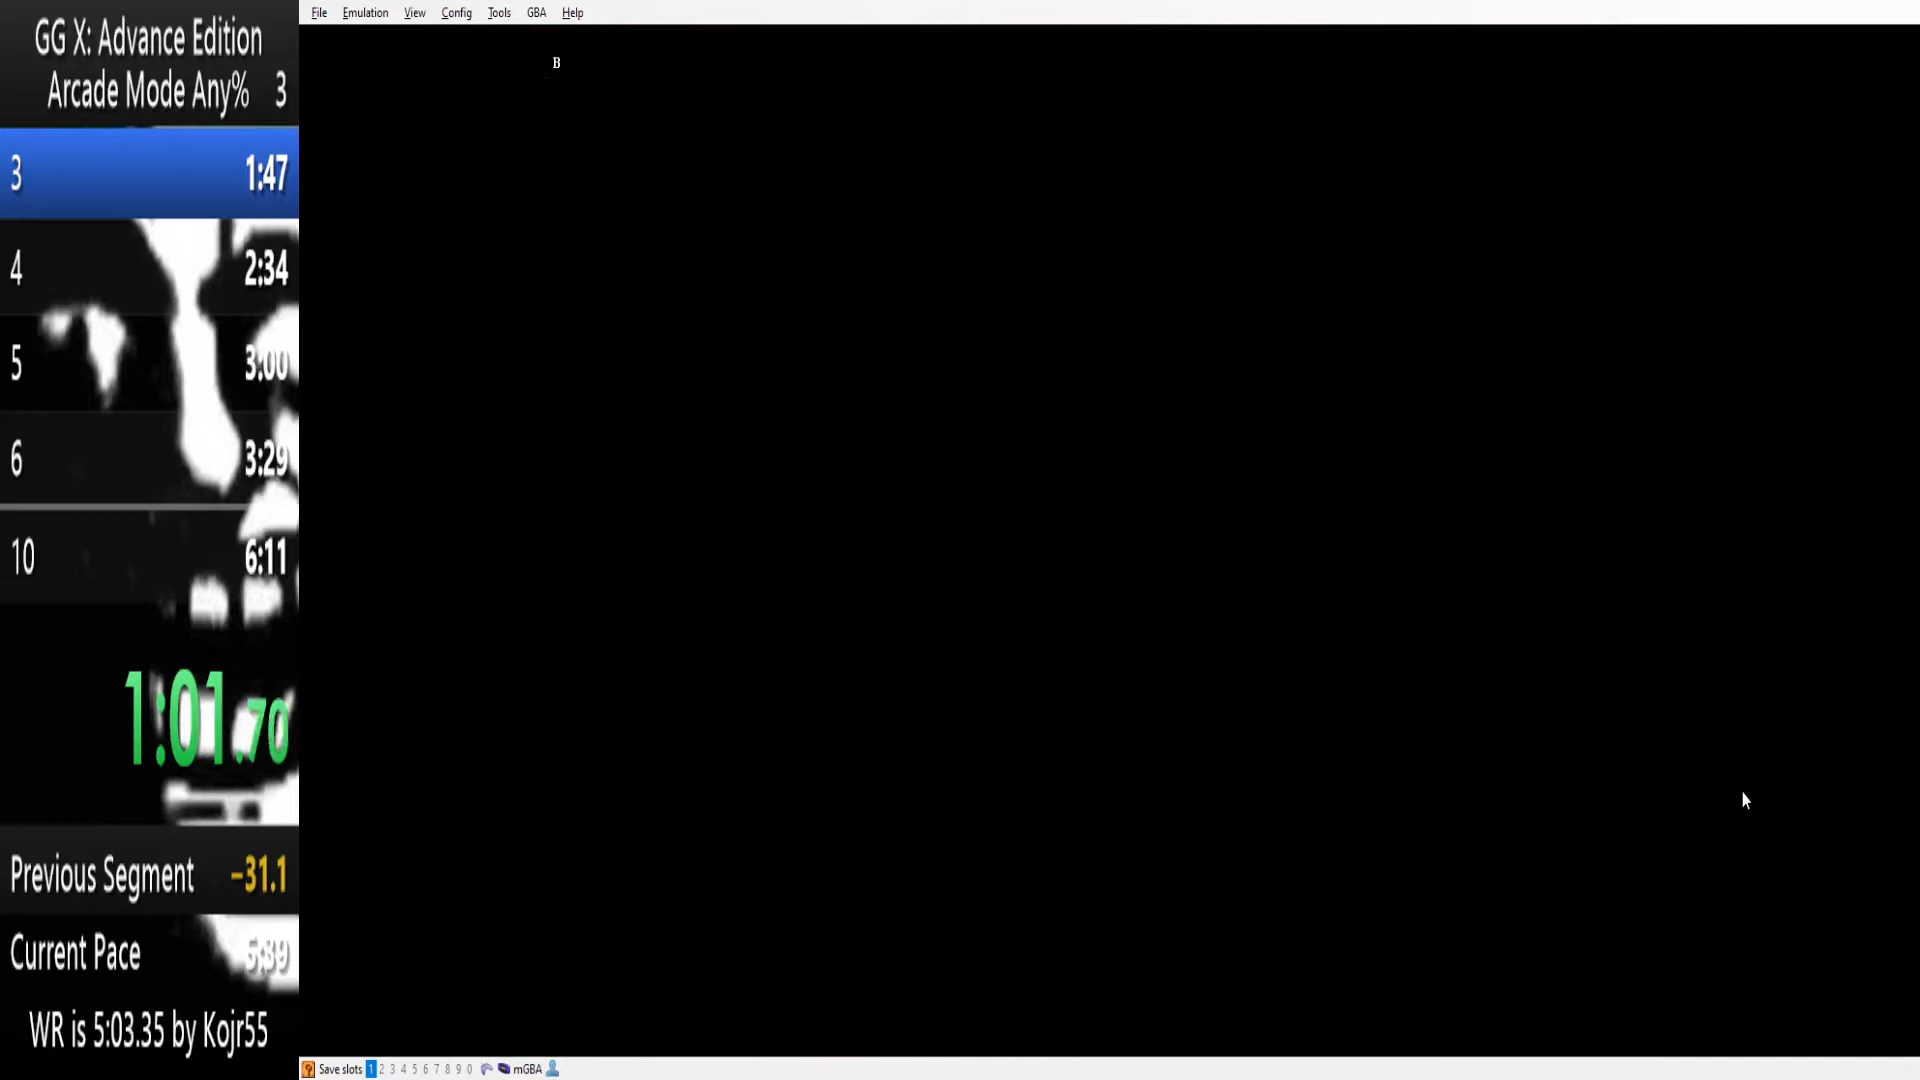 GG X: Advance Edition
Arcade Mode Any% 3
3 1:47
4 2:34
5 3:00
6 3:29
10 6:11
1:01.70
Previous Segment -31.1
Current Pace 5:39
WR is 5:03.35 by Kojr55
File Emulation View Config Tools GBA Help
B
Save slots 1 2 3 4 5 6 7 8 9 0 mGBA